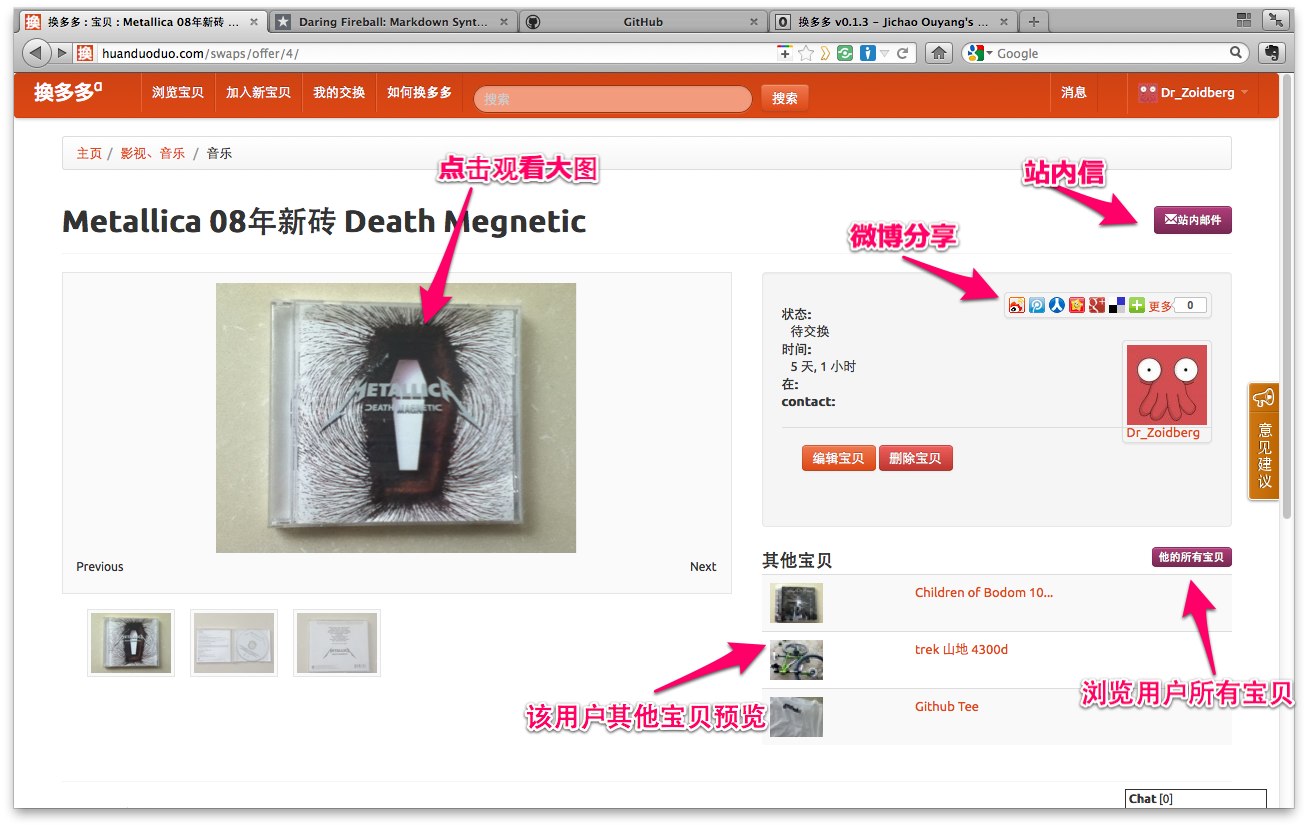 换多多 : 宝贝 : Metallica 08年新砖 ...
Daring Fireball: Markdown Synt...
GitHub
换多多 v0.1.3 – Jichao Ouyang's ...
huanduoduo.com/swaps/offer/4/
Google
換多多α
浏览宝贝
加入新宝贝
我的交换
如何换多多
搜索
搜索
消息
Dr_Zoidberg
主页 / 影视、音乐 / 音乐
点击观看大图
站内信
Metallica 08年新砖 Death Megnetic
站内邮件
微博分享
更多
0
状态:
待交换
时间:
5 天, 1 小时
在:
contact:
METALLICA
DEATH MAGNETIC
Dr_Zoidberg
编辑宝贝
删除宝贝
意见建议
Previous
Next
其他宝贝
他的所有宝贝
Children of Bodom 10...
trek 山地 4300d
Github Tee
浏览用户所有宝贝
该用户其他宝贝预览
Chat [0]